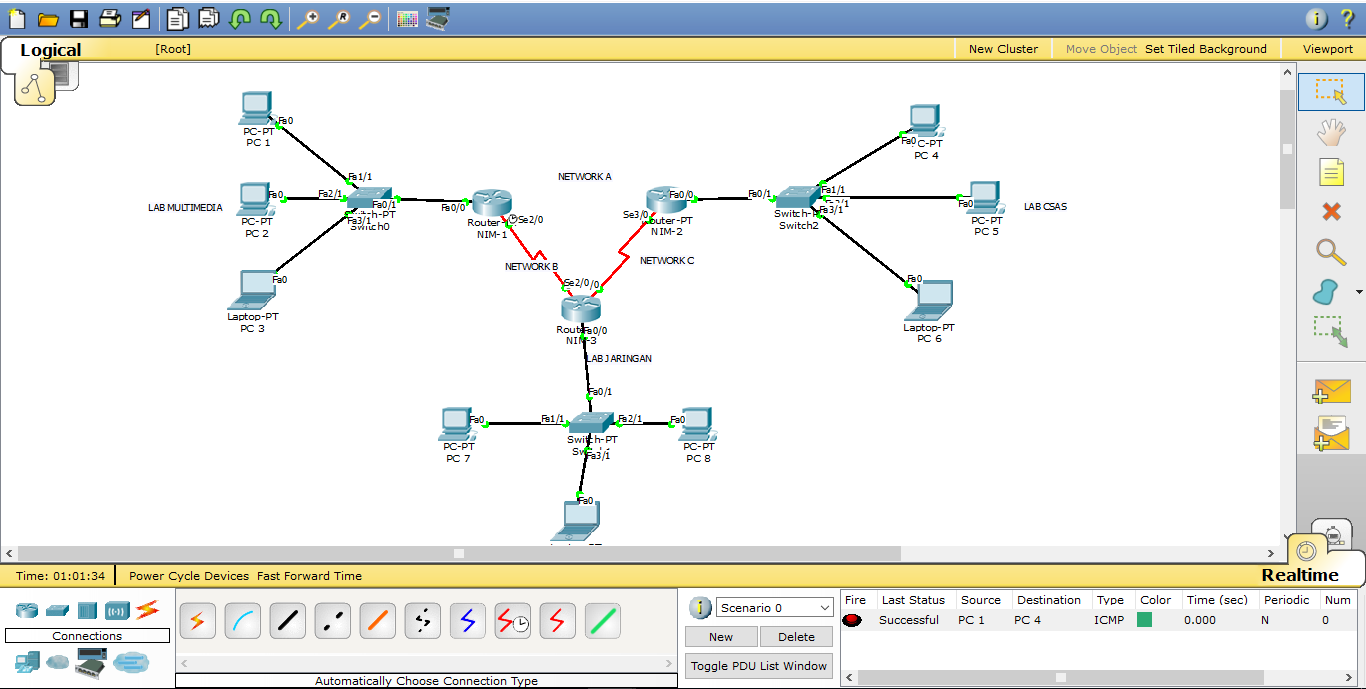 Logical
[Root]
New Cluster
Move Object
Set Tiled Background
Viewport
Fa0
PC-PT
PC 1
Fa1/1
LAB MULTIMEDIA
Fa0
PC-PT
PC 2
Fa2/1
Fa0/1
Fa3/1
Switch0
Fa0
Laptop-PT
PC 3
Fa0/0
NIM-1
Se2/0
NETWORK A
NETWORK B
NETWORK C
Fa0/0
Se3/0
NIM-2
Fa0/1
Fa1/1
Fa3/1
Switch2
Fa0
PC 4
Fa0
PC-PT
PC 5
LAB CSAS
Fa0
Laptop-PT
PC 6
Se2/0
Fa0/0
LAB JARINGAN
Fa0/1
Fa0
PC-PT
PC 7
Fa1/1
Fa2/1
Switch-PT
Fa3/1
Fa0
PC-PT
PC 8
Fa0
Realtime
Time: 01:01:34
Power Cycle Devices
Fast Forward Time
Connections
Automatically Choose Connection Type
Scenario 0
New
Delete
Toggle PDU List Window
Fire Last Status Source Destination Type Color Time (sec) Periodic Num
Successful PC 1 PC 4 ICMP 0.000 N 0